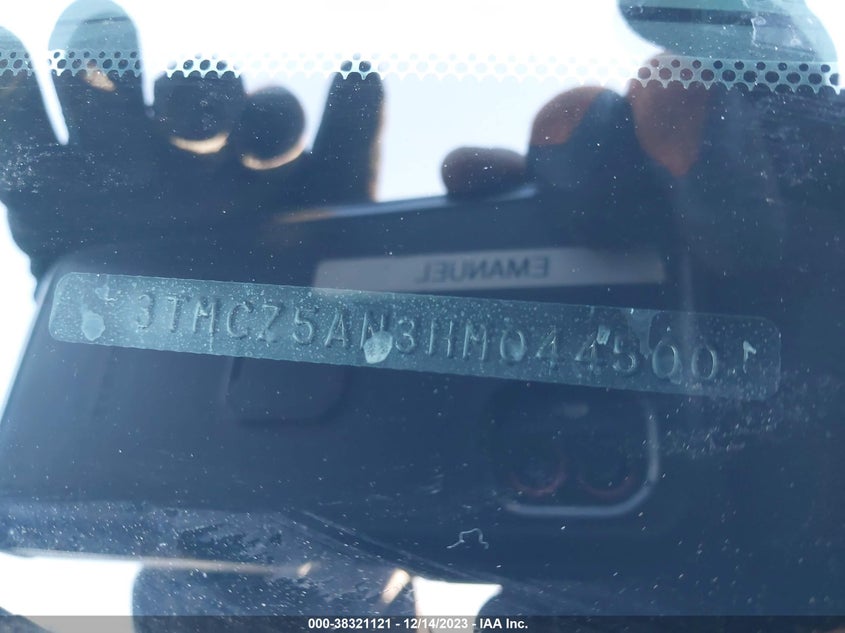 EMANUEL
3TMCZ5AN3HM044500
000-38321121 - 12/14/2023 - IAA Inc.